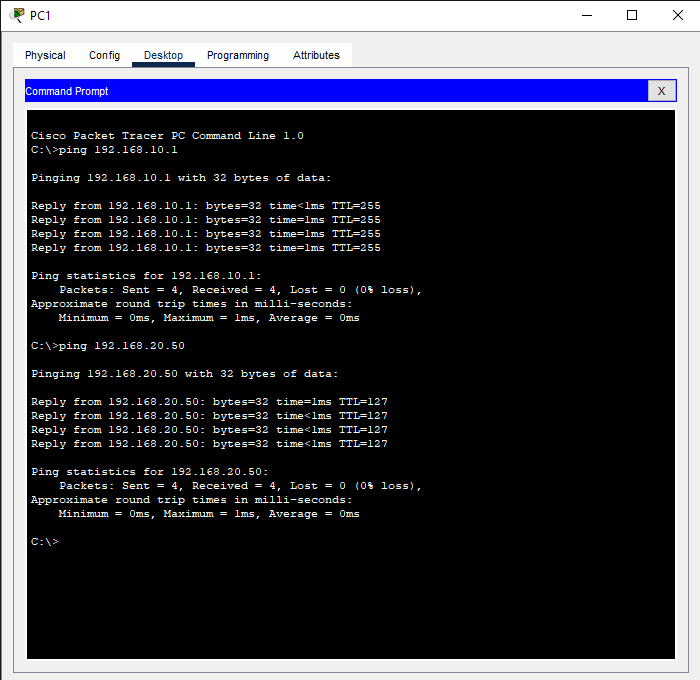 PC1
Physical Config Desktop Programming Attributes
Command Prompt X
Cisco Packet Tracer PC Command Line 1.0
C:\>ping 192.168.10.1
Pinging 192.168.10.1 with 32 bytes of data:
Reply from 192.168.10.1: bytes=32 time<1ms TTL=255
Reply from 192.168.10.1: bytes=32 time=1ms TTL=255
Reply from 192.168.10.1: bytes=32 time=1ms TTL=255
Reply from 192.168.10.1: bytes=32 time=1ms TTL=255
Ping statistics for 192.168.10.1:
Packets: Sent = 4, Received = 4, Lost = 0 (0% loss),
Approximate round trip times in milli-seconds:
Minimum = 0ms, Maximum = 1ms, Average = 0ms
C:\>ping 192.168.20.50
Pinging 192.168.20.50 with 32 bytes of data:
Reply from 192.168.20.50: bytes=32 time=1ms TTL=127
Reply from 192.168.20.50: bytes=32 time<1ms TTL=127
Reply from 192.168.20.50: bytes=32 time<1ms TTL=127
Reply from 192.168.20.50: bytes=32 time<1ms TTL=127
Ping statistics for 192.168.20.50:
Packets: Sent = 4, Received = 4, Lost = 0 (0% loss),
Approximate round trip times in milli-seconds:
Minimum = 0ms, Maximum = 1ms, Average = 0ms
C:\>